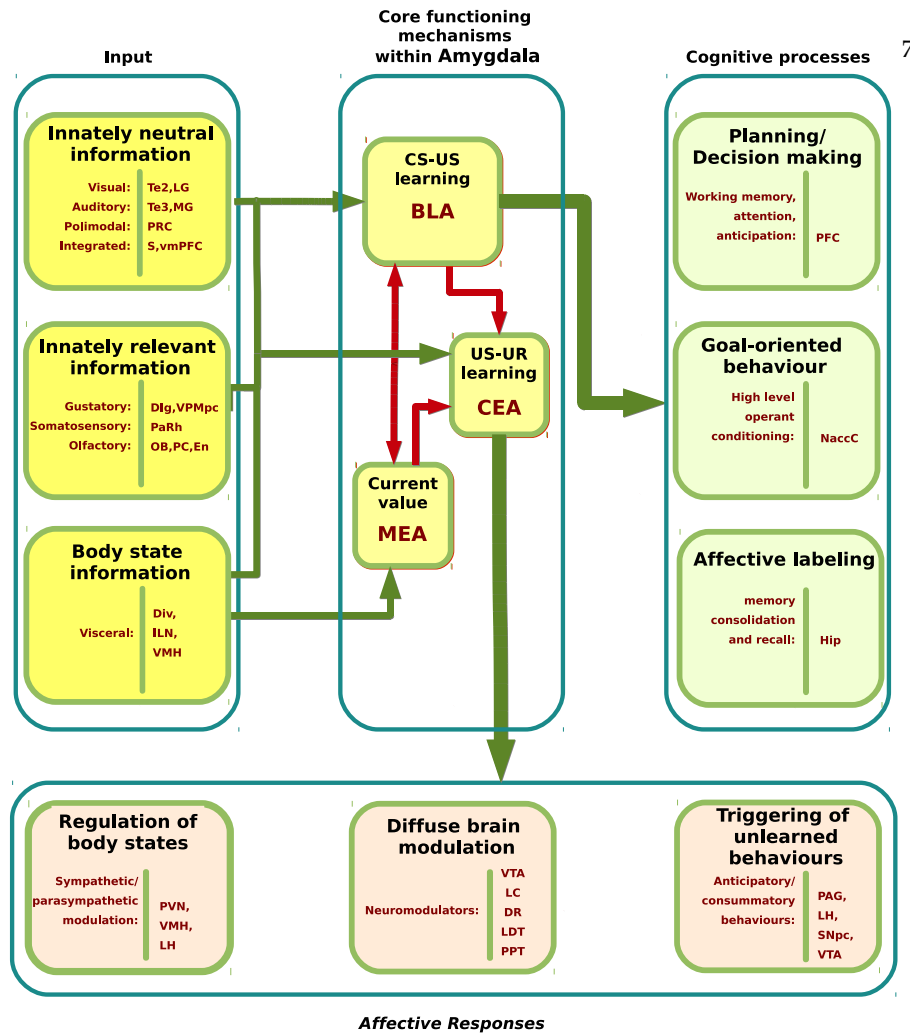 Core functioning
mechanisms
within Amygdala
Input
Cognitive processes
7
Innately neutral
information
Visual: Te2,LG
Auditory: Te3,MG
Polimodal: PRC
Integrated: S,vmPFC
Innately relevant
information
Gustatory: DIg,VPMpc
Somatosensory: PaRh
Olfactory: OB,PC,En
Body state
information
Visceral:
Div,
ILN,
VMH
CS-US
learning
BLA
US-UR
learning
CEA
Current
value
MEA
Planning/
Decision making
Working memory,
attention,
anticipation: PFC
Goal-oriented
behaviour
High level
operant
conditioning: NaccC
Affective labeling
memory
consolidation
and recall: Hip
Regulation of
body states
Sympathetic/
parasympathetic
modulation:
PVN,
VMH,
LH
Diffuse brain
modulation
Neuromodulators:
VTA
LC
DR
LDT
PPT
Triggering of
unlearned
behaviours
Anticipatory/
consummatory
behaviours:
PAG,
LH,
SNpc,
VTA
Affective Responses